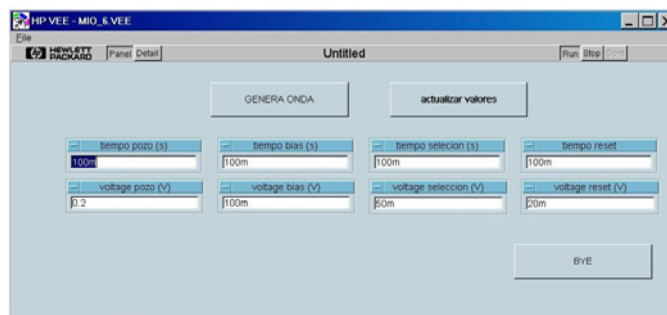 HP VEE - MIO_6.VEE
File
HEWLETT PACKARD Panel Detail Untitled Run Stop Cont
GENERA ONDA actualizar valores
tiempo pozo (s) tiempo bias (s) tiempo selecion (s) tiempo reset
100m 100m 100m 100m
voltage pozo (V) voltage bias (V) voltage seleccion (V) voltage reset (V)
0.2 100m 50m 20m
BYE